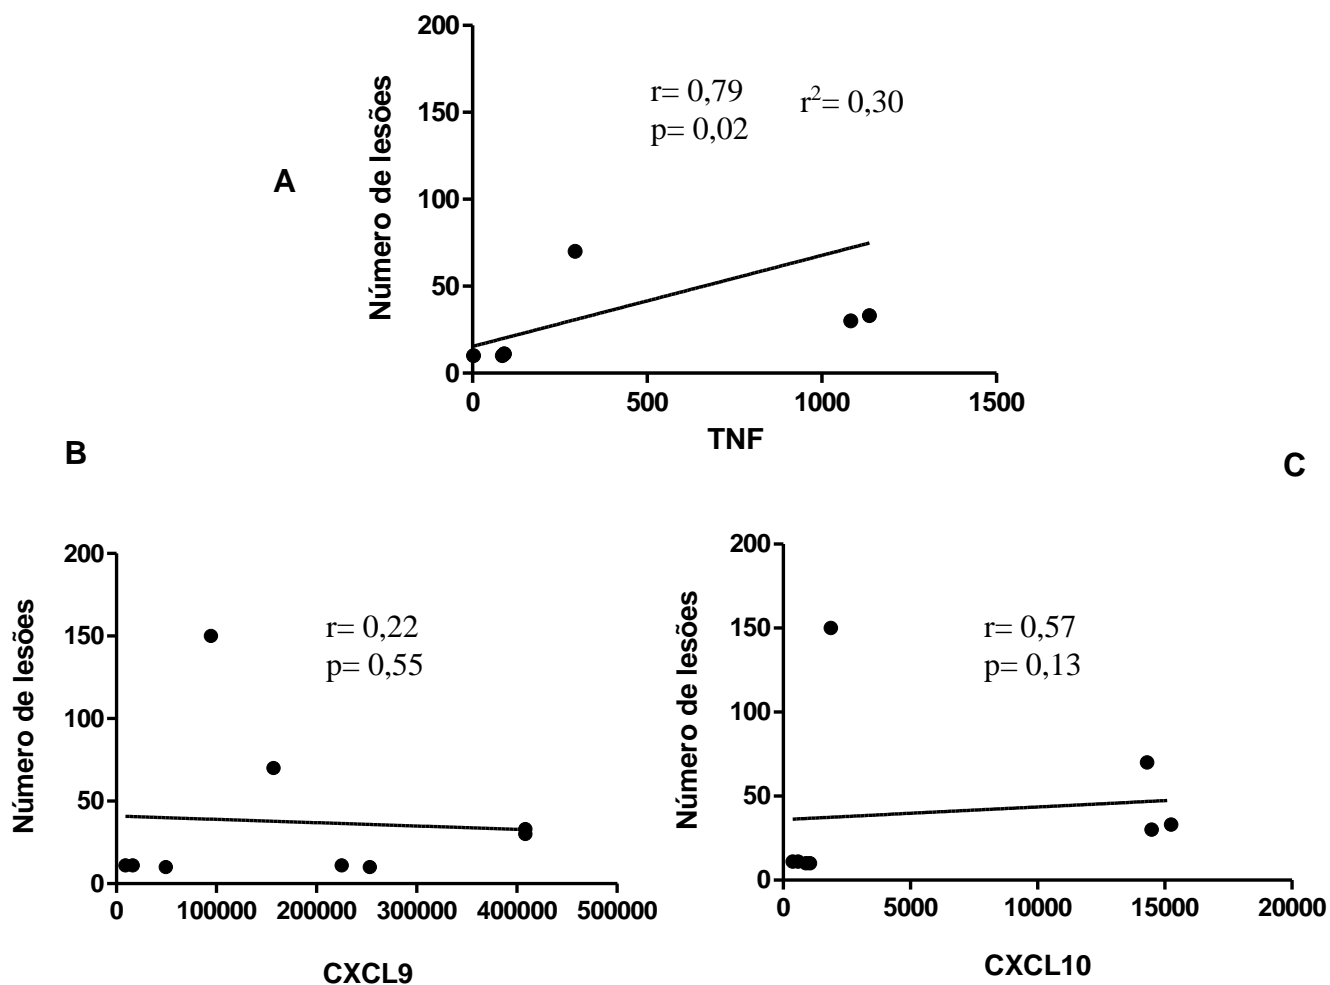 A
Número de lesões
200
150
100
50
0
r= 0,79
p= 0,02
r²= 0,30
0 500 1000 1500
TNF
B
Número de lesões
200
150
100
50
0
r= 0,22
p= 0,55
0 100000 200000 300000 400000 500000
CXCL9
C
Número de lesões
200
150
100
50
0
r= 0,57
p= 0,13
0 5000 10000 15000 20000
CXCL10